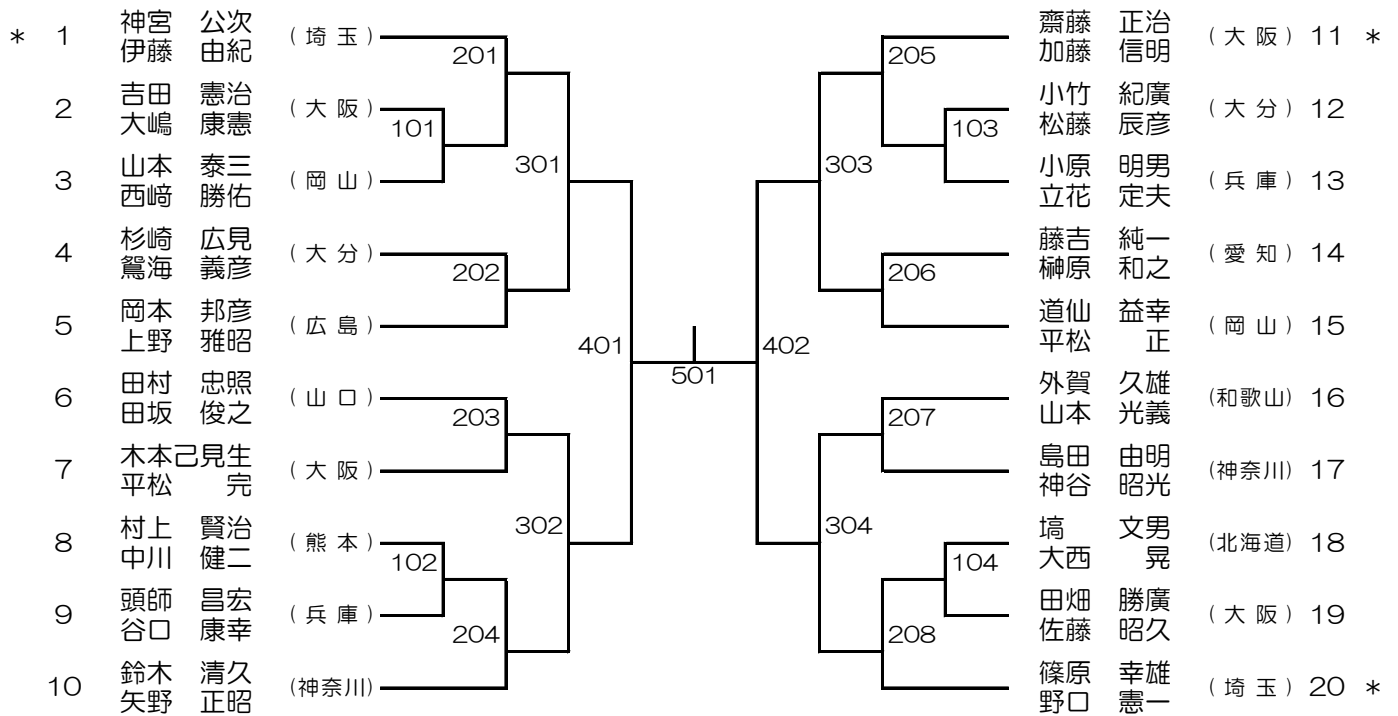 * 1 神宮 公次 (埼玉)
伊藤 由紀
2 吉田 憲治 (大阪)
大嶋 康憲
3 山本 泰三 (岡山)
西﨑 勝佑
4 杉崎 広見 (大分)
鴛海 義彦
5 岡本 邦彦 (広島)
上野 雅昭
6 田村 忠照 (山口)
田坂 俊之
7 木本己見生 (大阪)
平松 完
8 村上 賢治 (熊本)
中川 健二
9 頭師 昌宏 (兵庫)
谷口 康幸
10 鈴木 清久 (神奈川)
矢野 正昭
201
101
301
202
401
203
302
102
204
501
205
103
303
206
402
207
304
104
208
齋藤 正治 (大阪) 11 *
加藤 信明
小竹 紀廣 (大分) 12
松藤 辰彦
小原 明男 (兵庫) 13
立花 定夫
藤吉 純一 (愛知) 14
榊原 和之
道仙 益幸 (岡山) 15
平松 正
外賀 久雄 (和歌山) 16
山本 光義
島田 由明 (神奈川) 17
神谷 昭光
塙 文男 (北海道) 18
大西 晃
田畑 勝廣 (大阪) 19
佐藤 昭久
篠原 幸雄 (埼玉) 20 *
野口 憲一